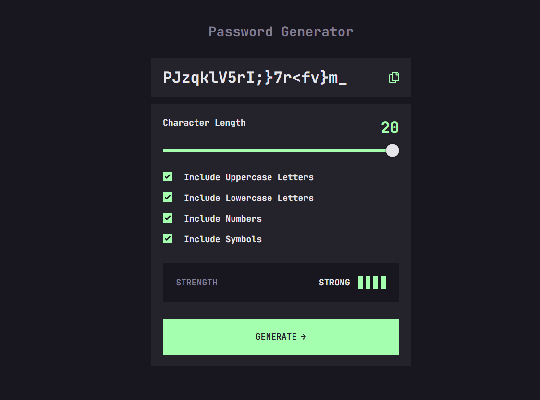 Password Generator
PJzqklV5rI;}7r<fv}m_
Character Length
20
Include Uppercase Letters
Include Lowercase Letters
Include Numbers
Include Symbols
STRENGTH STRONG
GENERATE →